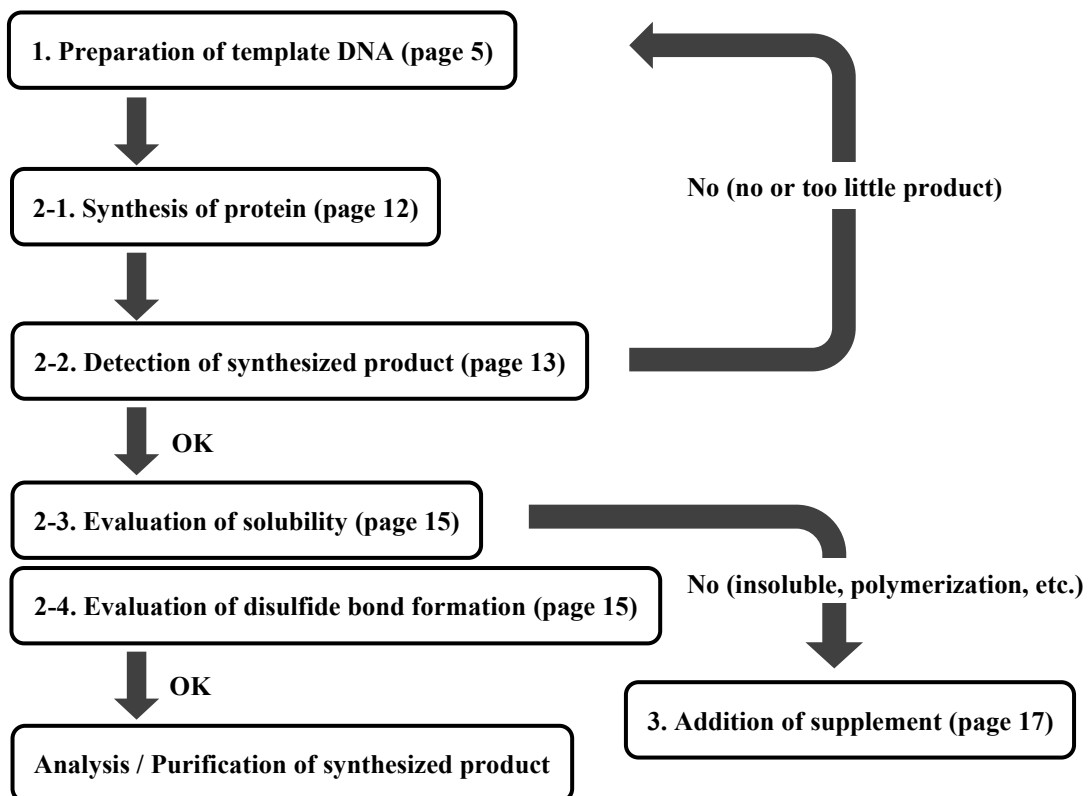 1. Preparation of template DNA (page 5)
2-1. Synthesis of protein (page 12)
No (no or too little product)
2-2. Detection of synthesized product (page 13)
OK
2-3. Evaluation of solubility (page 15)
2-4. Evaluation of disulfide bond formation (page 15)
No (insoluble, polymerization, etc.)
OK
3. Addition of supplement (page 17)
Analysis / Purification of synthesized product